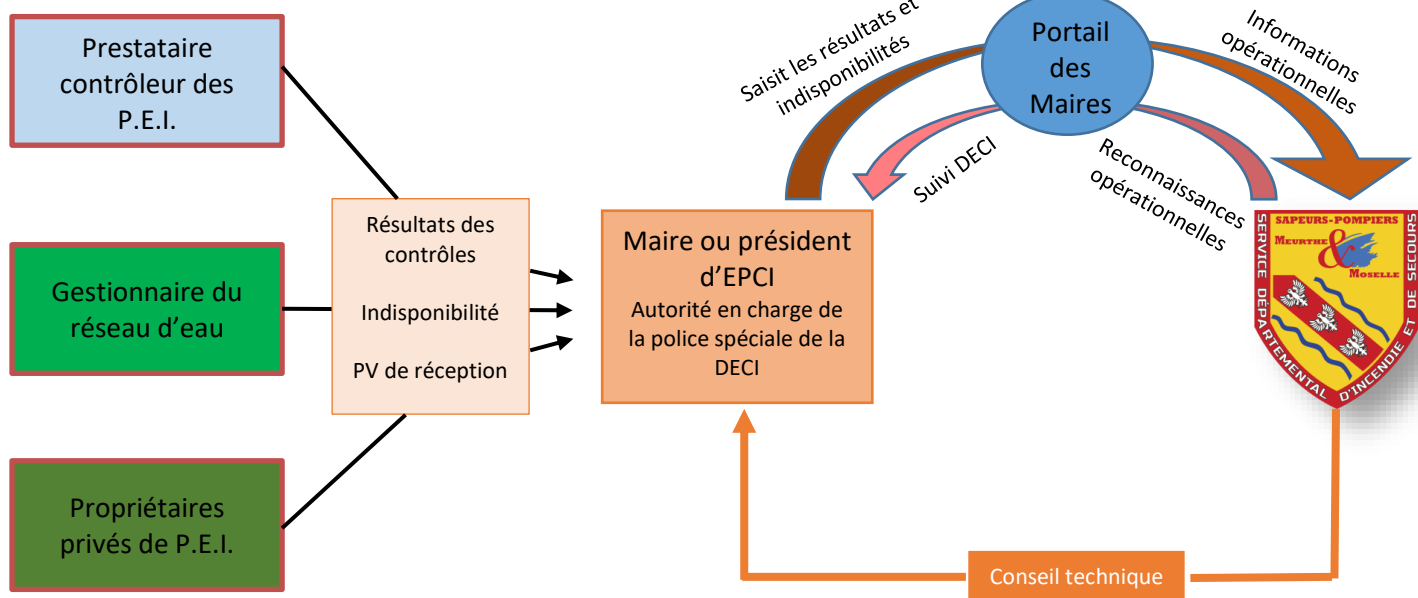 Prestataire
contrôleur des
P.E.I.
Gestionnaire du
réseau d'eau
Propriétaires
privés de P.E.I.
Résultats des
contrôles
Indisponibilité
PV de réception
Maire ou président
d'EPCI
Autorité en charge de
la police spéciale de la
DECI
Saisit les résultats et
indisponibilités
Suivi DECI
Portail
des
Maires
Informations
opérationnelles
Reconnaissances
opérationnelles
SAPEURS-POMPIERS
MEURTHE
&
MOSELLE
SERVICE DÉPARTEMENTAL D'INCENDIE ET DE SECOURS
Conseil technique